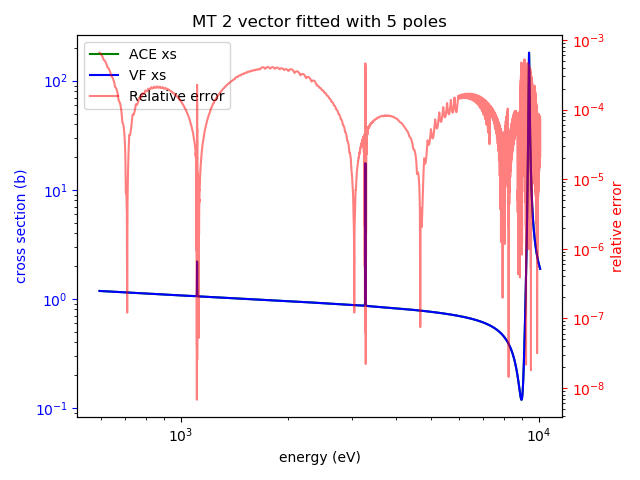 MT 2 vector fitted with 5 poles
ACE xs
VF xs
Relative error
cross section (b)
10²
10¹
10⁰
10⁻¹
10⁻³
10⁻⁴
10⁻⁵
10⁻⁶
10⁻⁷
10⁻⁸
relative error
10³
10⁴
energy (eV)